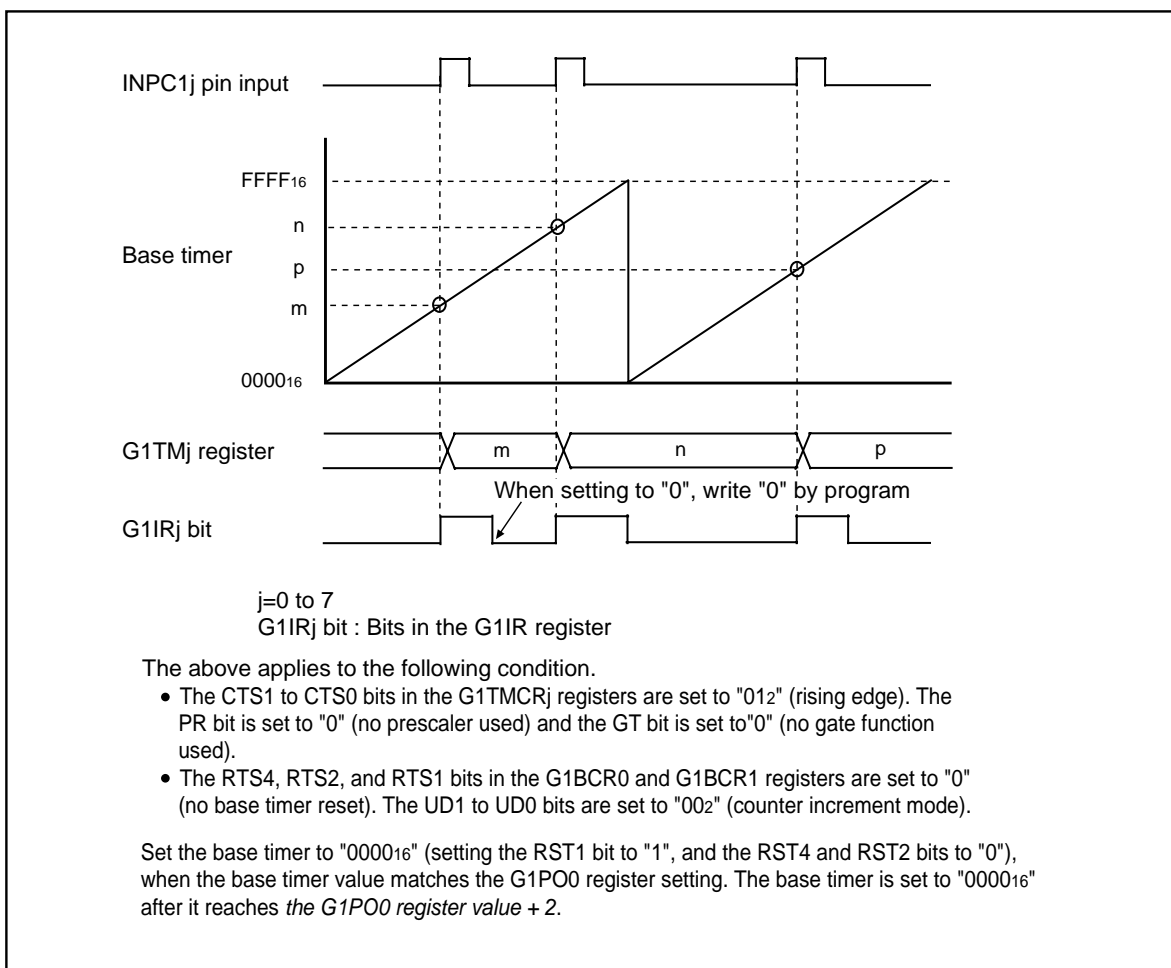 INPC1j pin input
FFFF16
n
Base timer
p
m
000016
G1TMj register
m
n
p
When setting to "0", write "0" by program
G1IRj bit
j=0 to 7
G1IRj bit : Bits in the G1IR register
The above applies to the following condition.
• The CTS1 to CTS0 bits in the G1TMCRj registers are set to "012" (rising edge). The
PR bit is set to "0" (no prescaler used) and the GT bit is set to"0" (no gate function
used).
• The RTS4, RTS2, and RTS1 bits in the G1BCR0 and G1BCR1 registers are set to "0"
(no base timer reset). The UD1 to UD0 bits are set to "002" (counter increment mode).
Set the base timer to "000016" (setting the RST1 bit to "1", and the RST4 and RST2 bits to "0"),
when the base timer value matches the G1PO0 register setting. The base timer is set to "000016"
after it reaches the G1PO0 register value + 2.